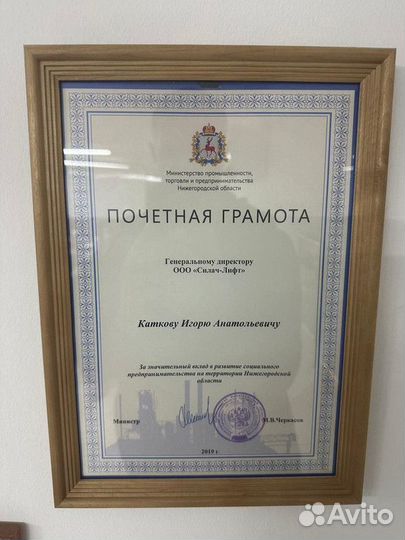 Министерство промышленности,
торговли и предпринимательства
Нижегородской области
ПОЧЕТНАЯ ГРАМОТА
Генеральному директору
ООО «Силач-Лифт»
Каткову Игорю Анатольевичу
За значительный вклад в развитие социального
предпринимательства на территории Нижегородской
области
Министр М.В.Черкасов
2019 г.
Avito